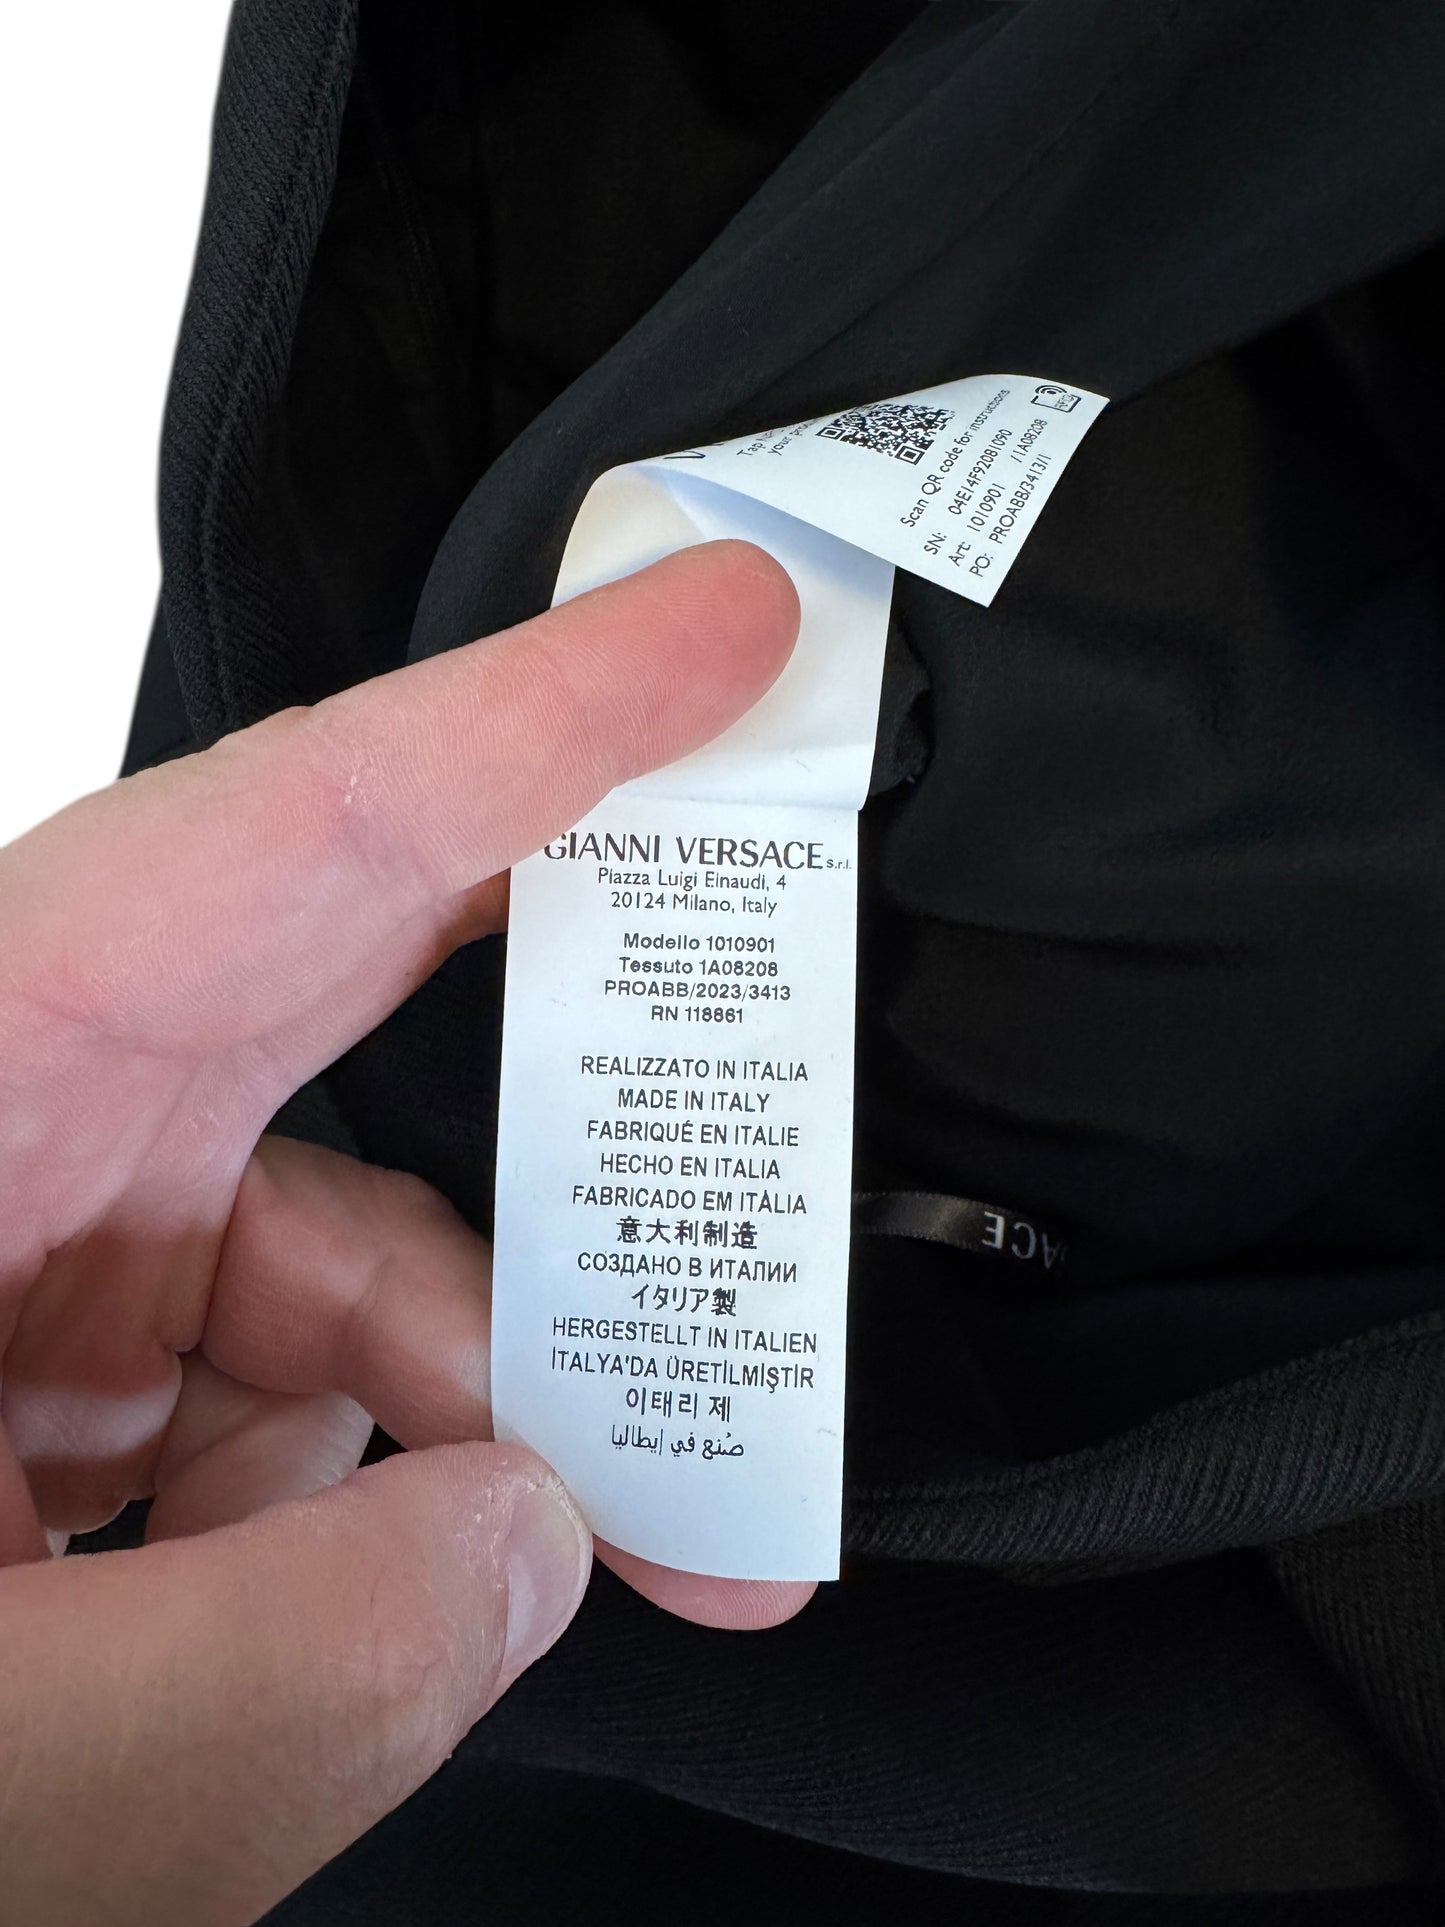 Scan QR code for instructions
SN: 04E14F92081090
Art: 1010901 /1A08208
PO: PROABB/3413/1
GIANNI VERSACE s.r.l.
Piazza Luigi Einaudi, 4
20124 Milano, Italy
Modello 1010901
Tessuto 1A08208
PROABB/2023/3413
RN 118861
REALIZZATO IN ITALIA
MADE IN ITALY
FABRIQUÉ EN ITALIE
HECHO EN ITALIA
FABRICADO EM ITÁLIA
意大利制造
СОЗДАНО В ИТАЛИИ
イタリア製
HERGESTELLT IN ITALIEN
İTALYA'DA ÜRETİLMİŞTİR
이태리 제
صُنع في إيطاليا